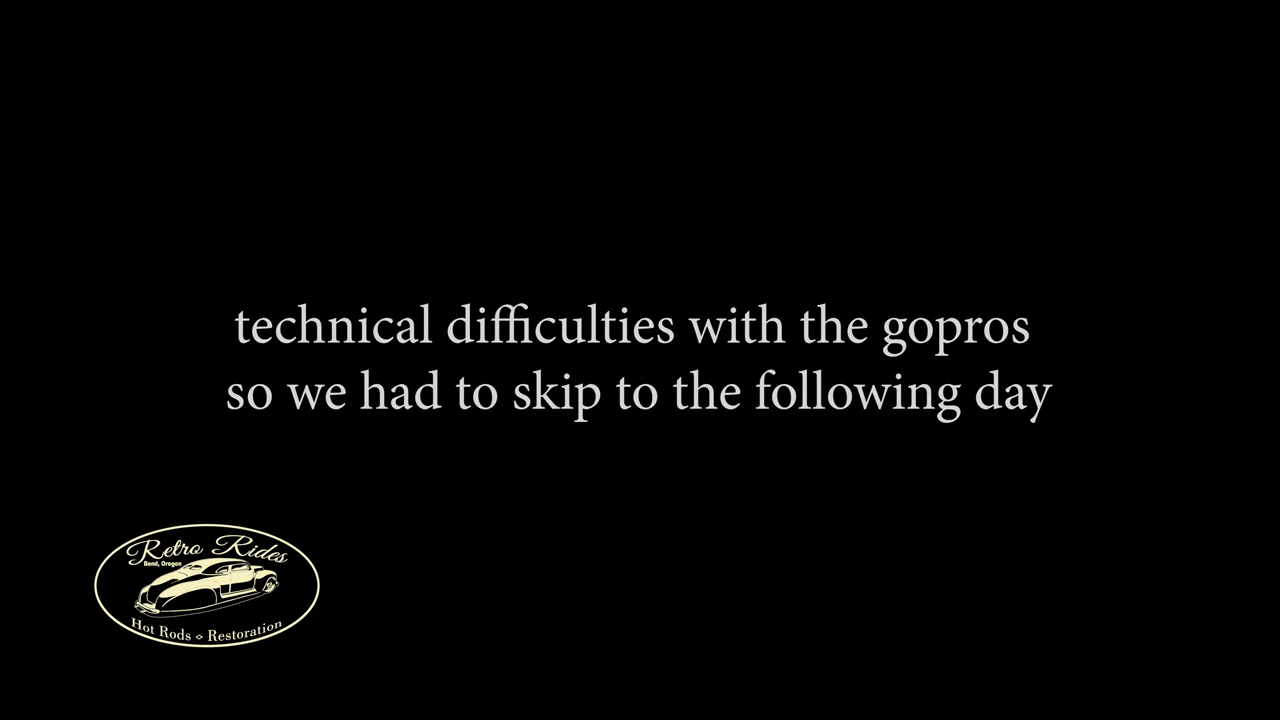 technical difficulties with the gopros
so we had to skip to the following day
Retro Rides
Bend, Oregon
Hot Rods ⋄ Restoration